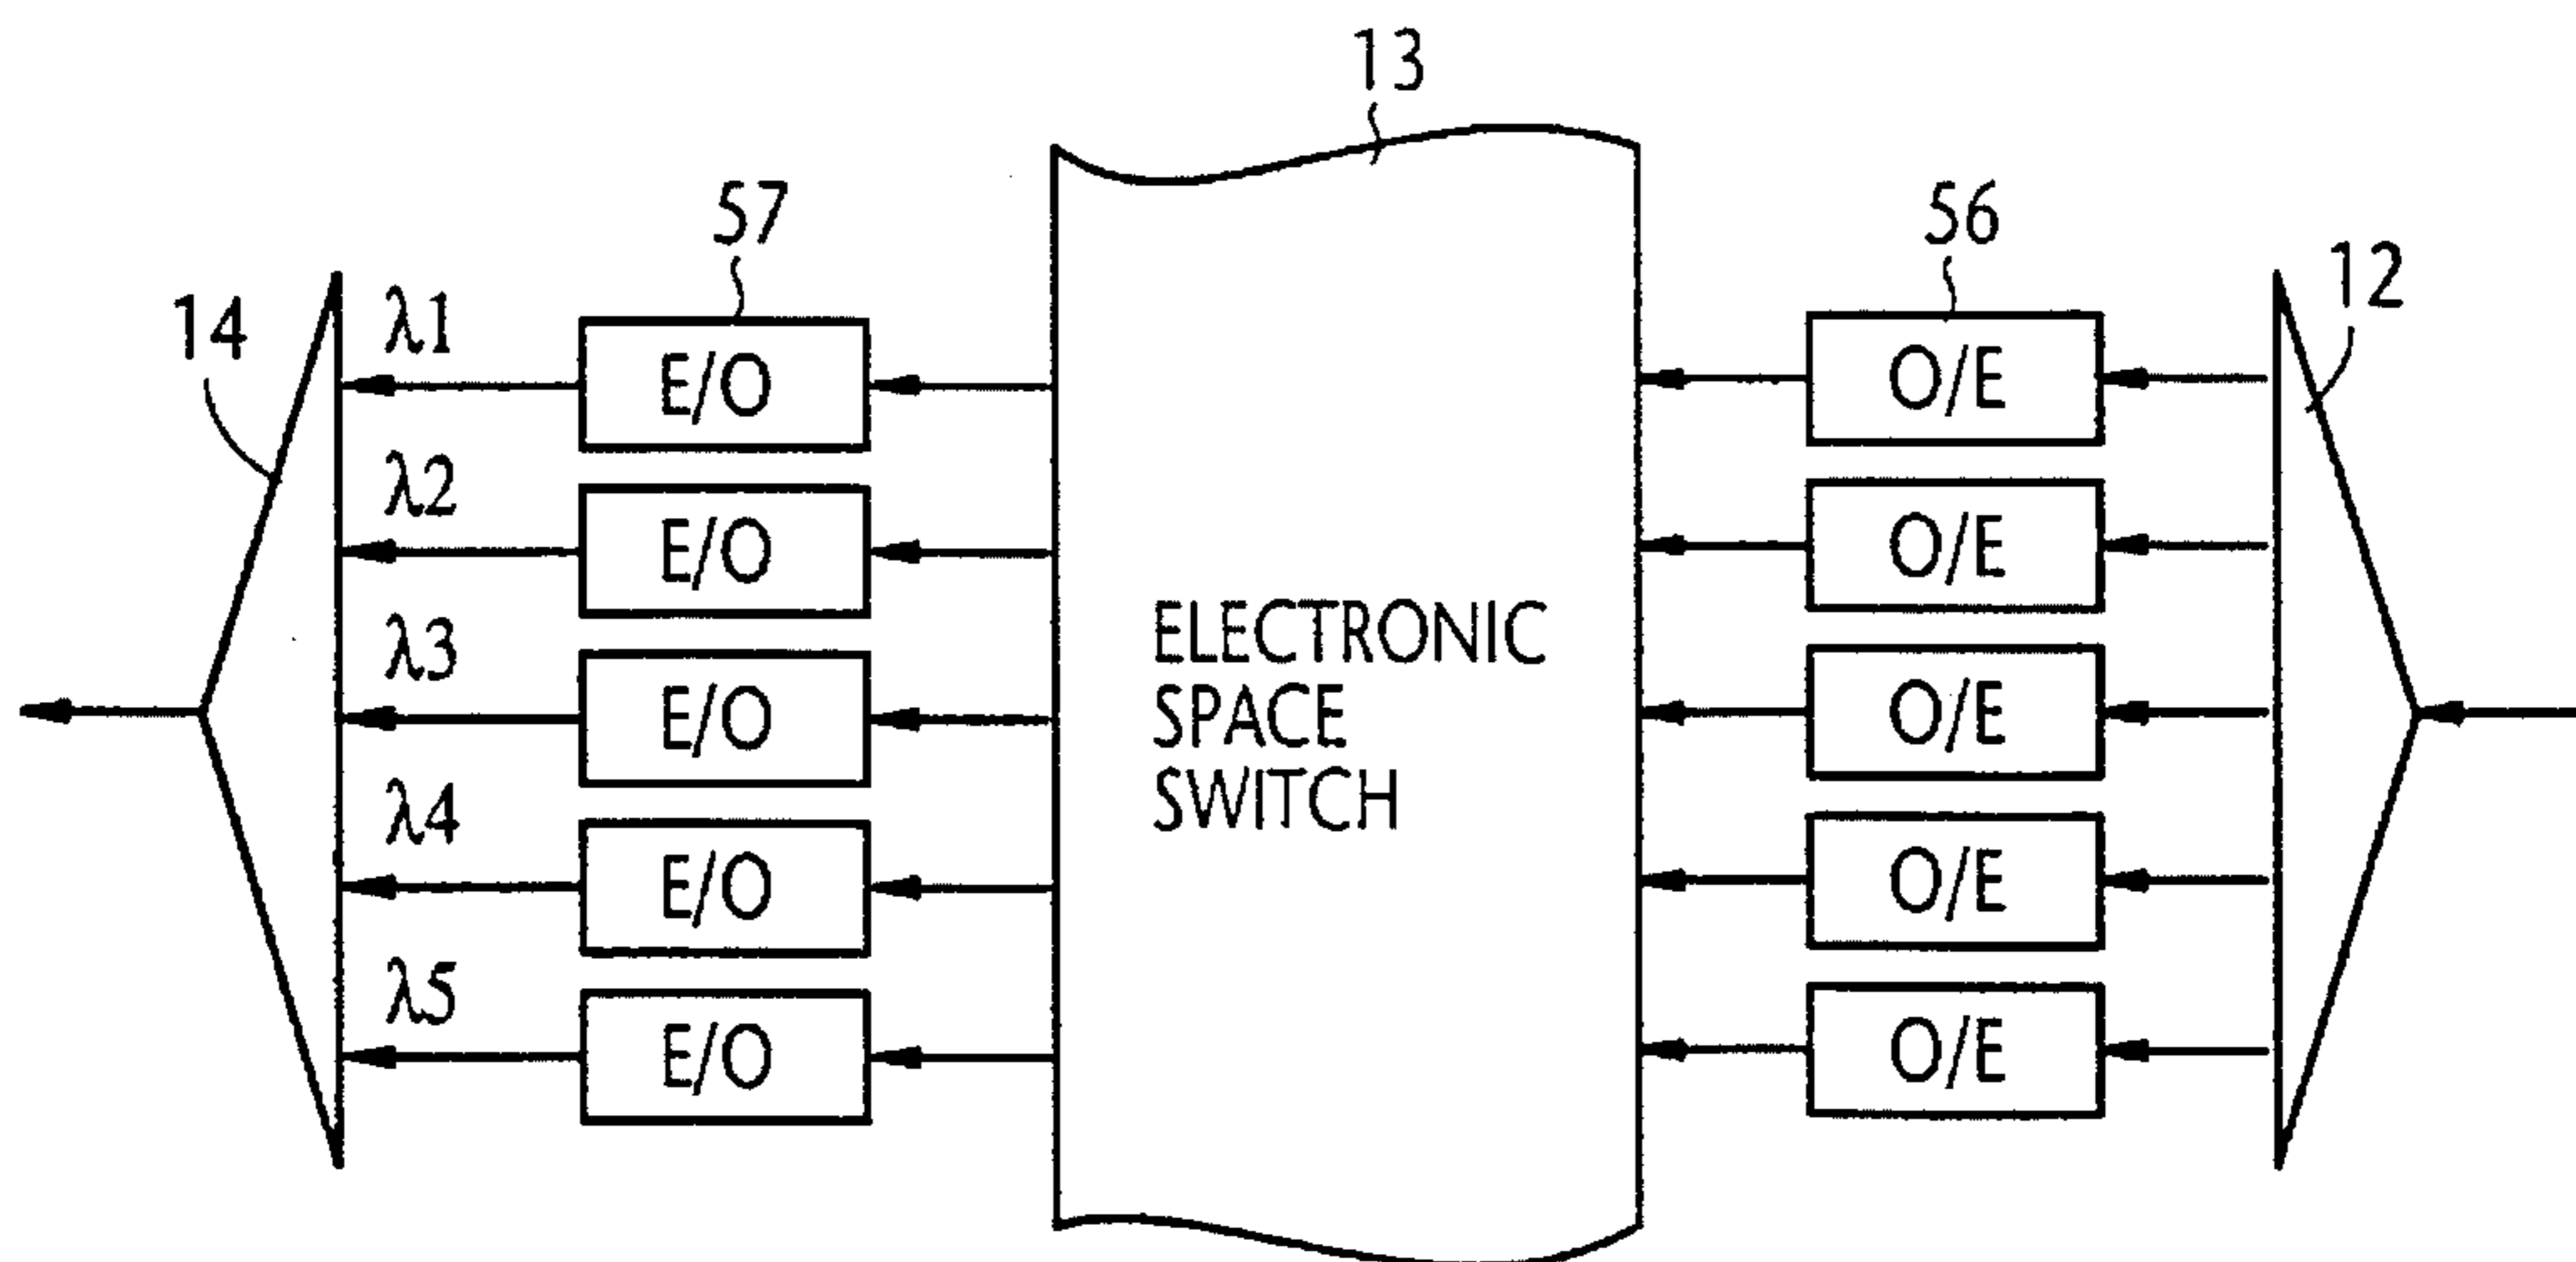 13
57
56
12
14
λ1
E/O
O/E
λ2
E/O
O/E
λ3
E/O
O/E
ELECTRONIC
SPACE
SWITCH
λ4
E/O
O/E
λ5
E/O
O/E